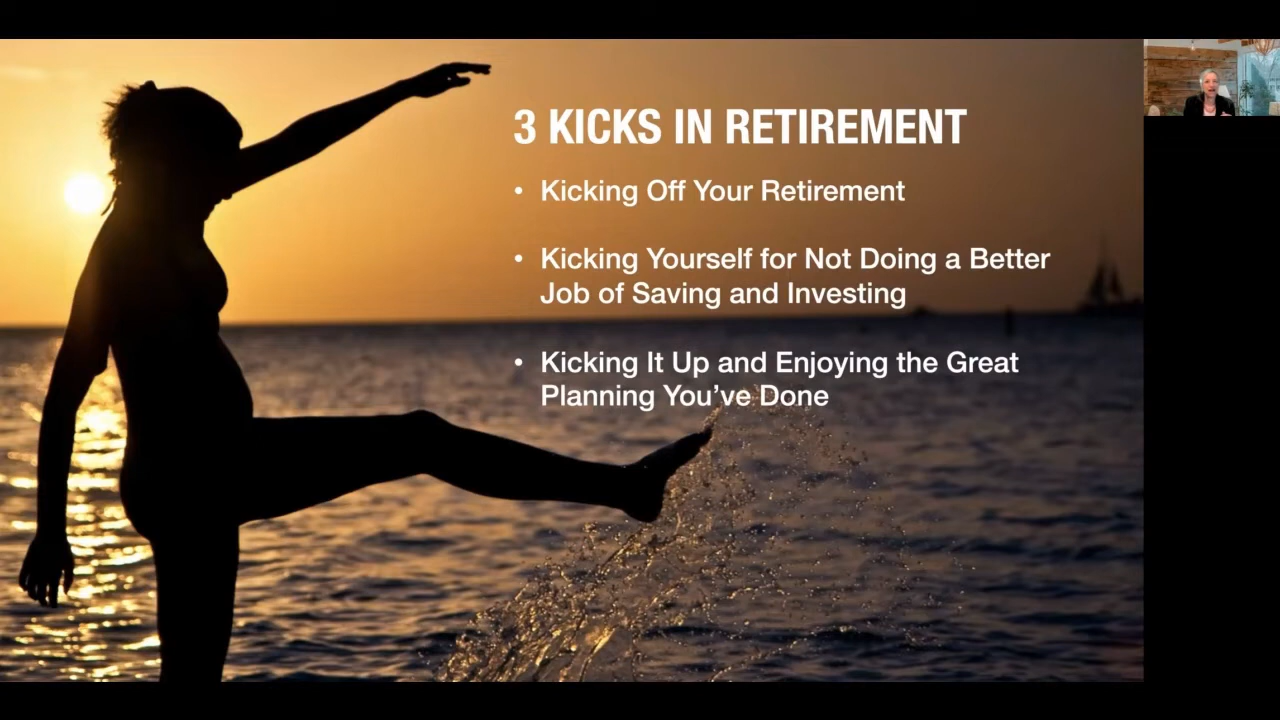 3 KICKS IN RETIREMENT
• Kicking Off Your Retirement
• Kicking Yourself for Not Doing a Better
Job of Saving and Investing
• Kicking It Up and Enjoying the Great
Planning You've Done